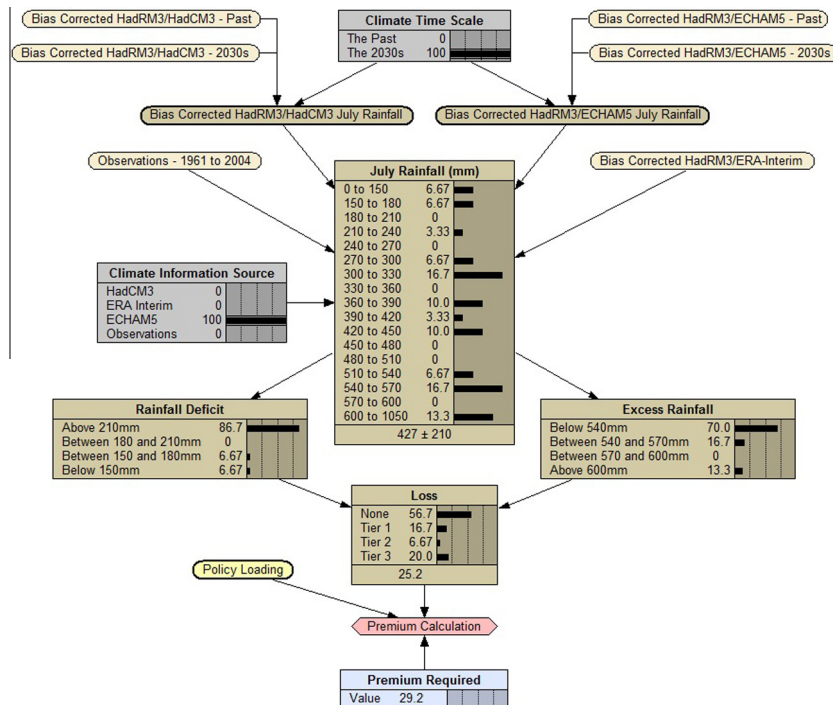 Bias Corrected HadRM3/HadCM3 - Past
Bias Corrected HadRM3/HadCM3 - 2030s
Climate Time Scale
The Past 0
The 2030s 100
Bias Corrected HadRM3/ECHAM5 - Past
Bias Corrected HadRM3/ECHAM5 - 2030s
Bias Corrected HadRM3/HadCM3 July Rainfall
Bias Corrected HadRM3/ECHAM5 July Rainfall
Observations - 1961 to 2004
Bias Corrected HadRM3/ERA-Interim
July Rainfall (mm)
0 to 150 6.67
150 to 180 6.67
180 to 210 0
210 to 240 3.33
240 to 270 0
270 to 300 6.67
300 to 330 16.7
330 to 360 0
360 to 390 10.0
390 to 420 3.33
420 to 450 10.0
450 to 480 0
480 to 510 0
510 to 540 6.67
540 to 570 16.7
570 to 600 0
600 to 1050 13.3
427 ± 210
Climate Information Source
HadCM3 0
ERA Interim 0
ECHAM5 100
Observations 0
Rainfall Deficit
Above 210mm 86.7
Between 180 and 210mm 0
Between 150 and 180mm 6.67
Below 150mm 6.67
Excess Rainfall
Below 540mm 70.0
Between 540 and 570mm 16.7
Between 570 and 600mm 0
Above 600mm 13.3
Loss
None 56.7
Tier 1 16.7
Tier 2 6.67
Tier 3 20.0
25.2
Policy Loading
Premium Calculation
Premium Required
Value 29.2